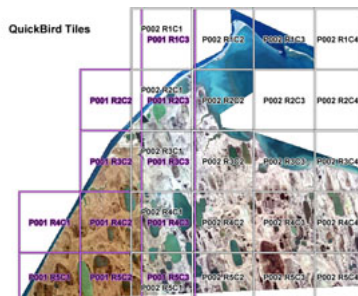 QuickBird Tiles
P002 R1C1
P001 R1C3
P002 R1C2
P002 R1C3
P002 R1C4
P001 R2C2
P002 R2C1
P001 R2C3
P002 R2C2
P002 R2C3
P002 R2C4
P001 R3C2
P002 R3C1
P001 R3C3
P002 R3C2
P002 R3C3
P002 R3C4
P001 R4C1
P001 R4C2
P002 R4C1
P001 R4C3
P002 R4C2
P002 R4C3
P002 R4C4
P001 R5C2
P001 R5C3
P002 R5C1
P002 R5C2
P002 R5C3
P002 R5C4